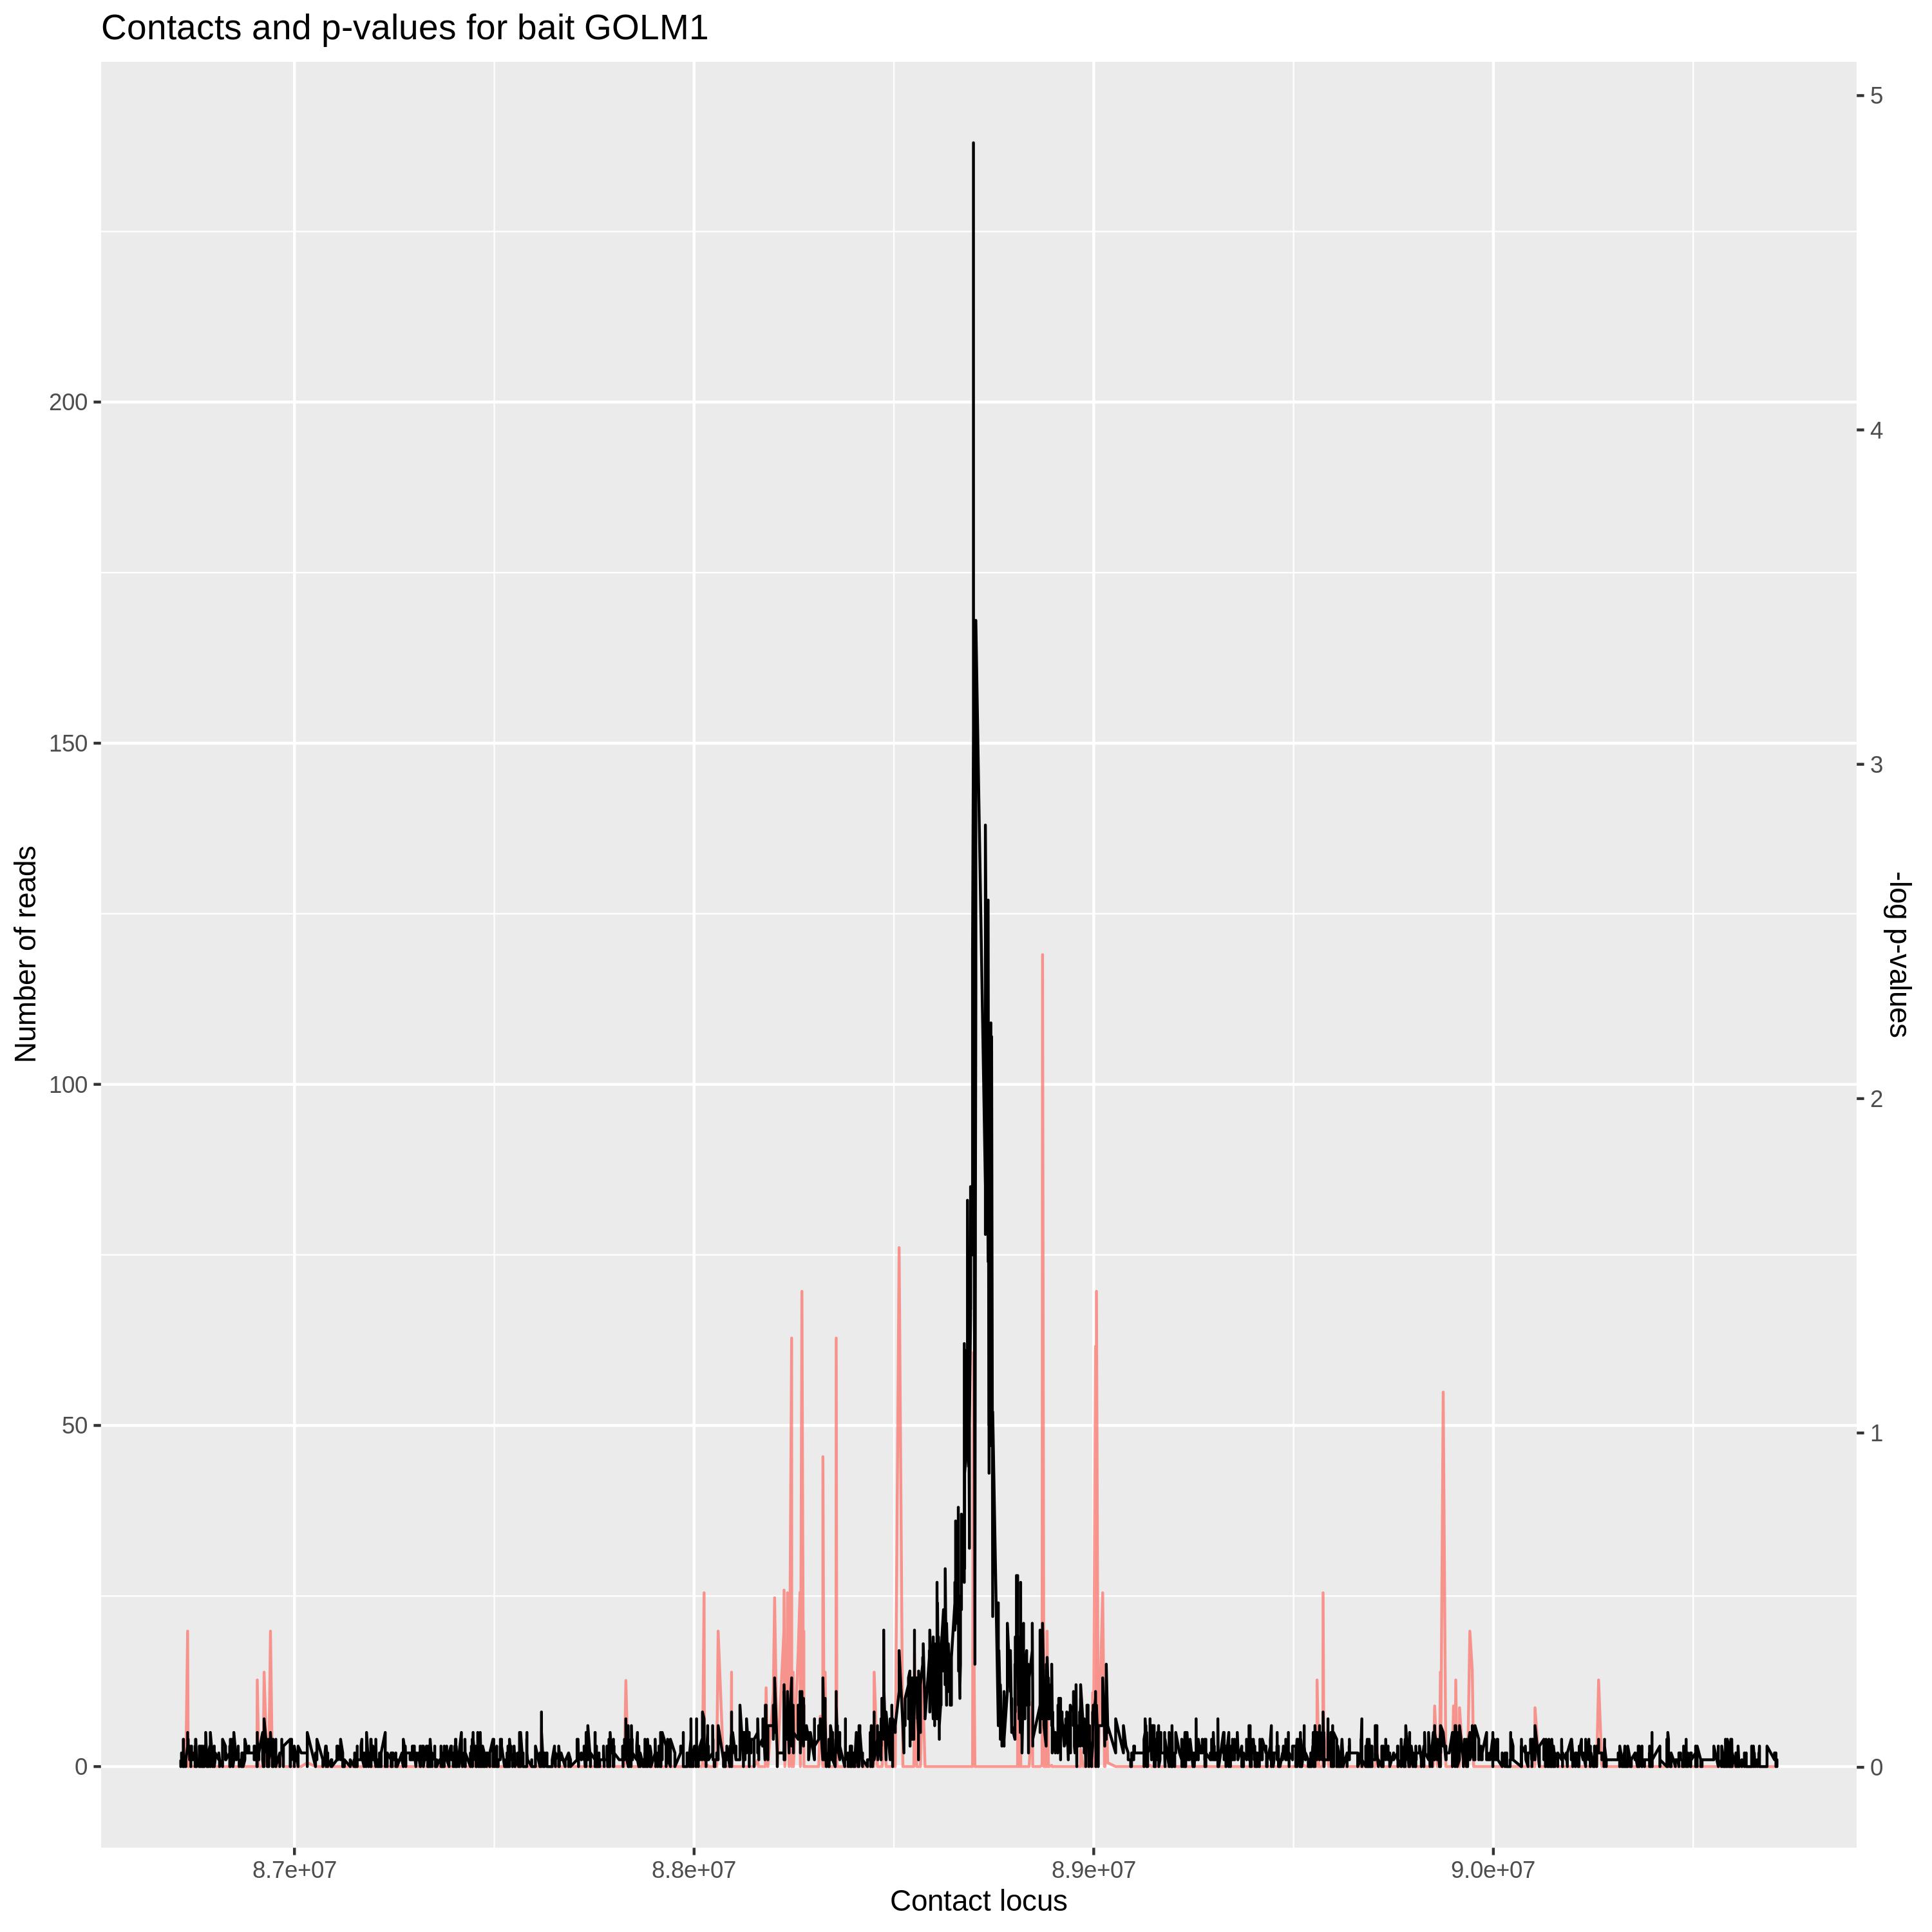 Contacts and p-values for bait GOLM1
Number of reads
200
150
100
50
0
5
4
3
2
1
0
-log p-values
8.7e+07
8.8e+07
8.9e+07
9.0e+07
Contact locus